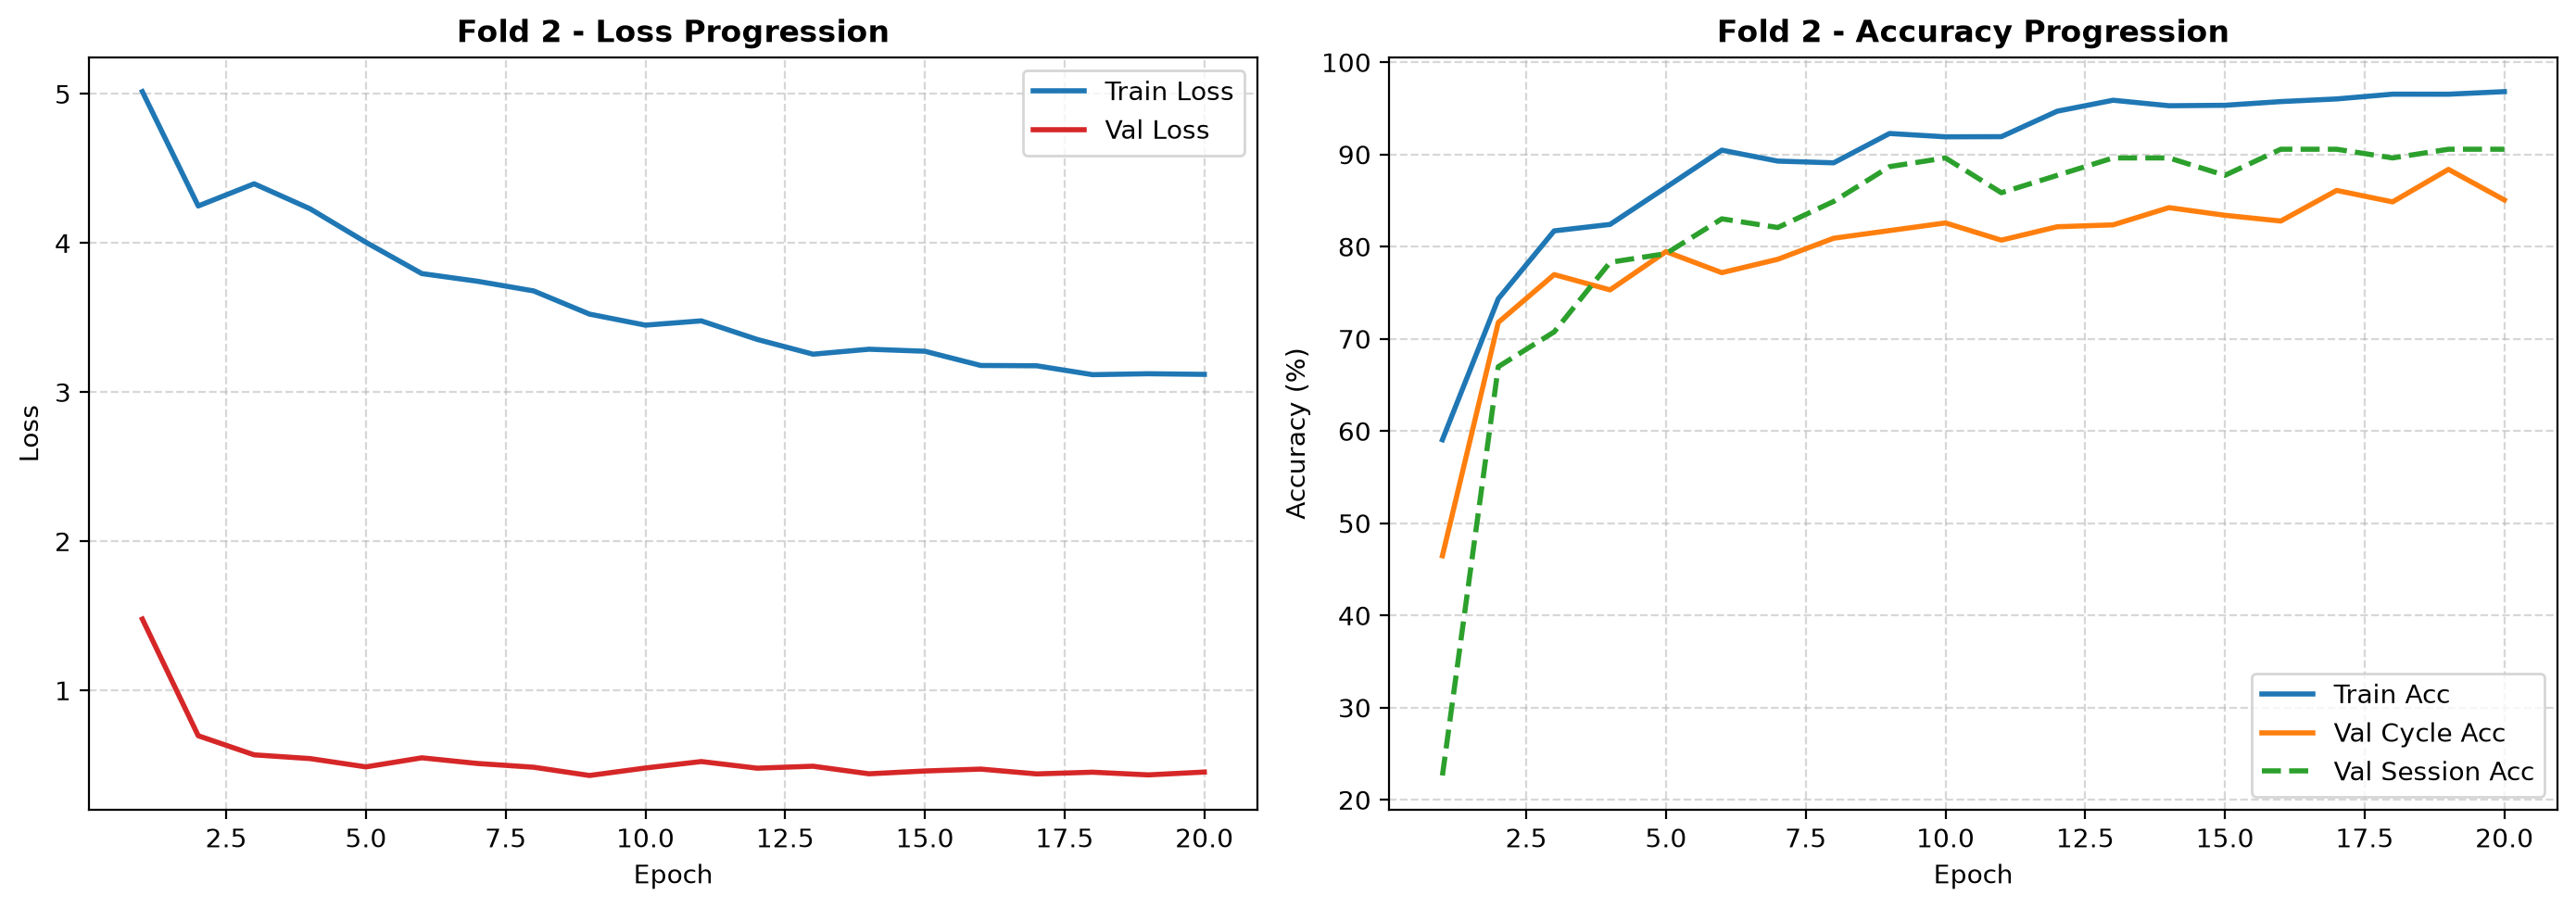 Fold 2 - Loss Progression
5
4
3
2
1
Loss
2.5 5.0 7.5 10.0 12.5 15.0 17.5 20.0
Epoch
Train Loss
Val Loss
Fold 2 - Accuracy Progression
100
90
80
70
60
50
40
30
20
Accuracy (%)
2.5 5.0 7.5 10.0 12.5 15.0 17.5 20.0
Epoch
Train Acc
Val Cycle Acc
Val Session Acc